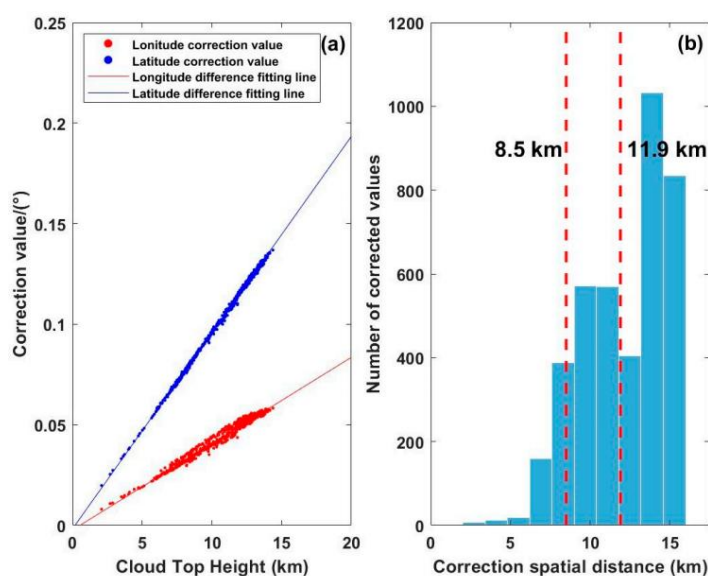 0.25
0.2
0.15
0.1
0.05
0
Correction value/(°)
Lonitude correction value
Latitude correction value
Longitude difference fitting line
Latitude difference fitting line
(a)
0 5 10 15 20
Cloud Top Height (km)
1200
1000
800
600
400
200
0
Number of corrected values
(b)
8.5 km
11.9 km
0 5 10 15
Correction spatial distance (km)